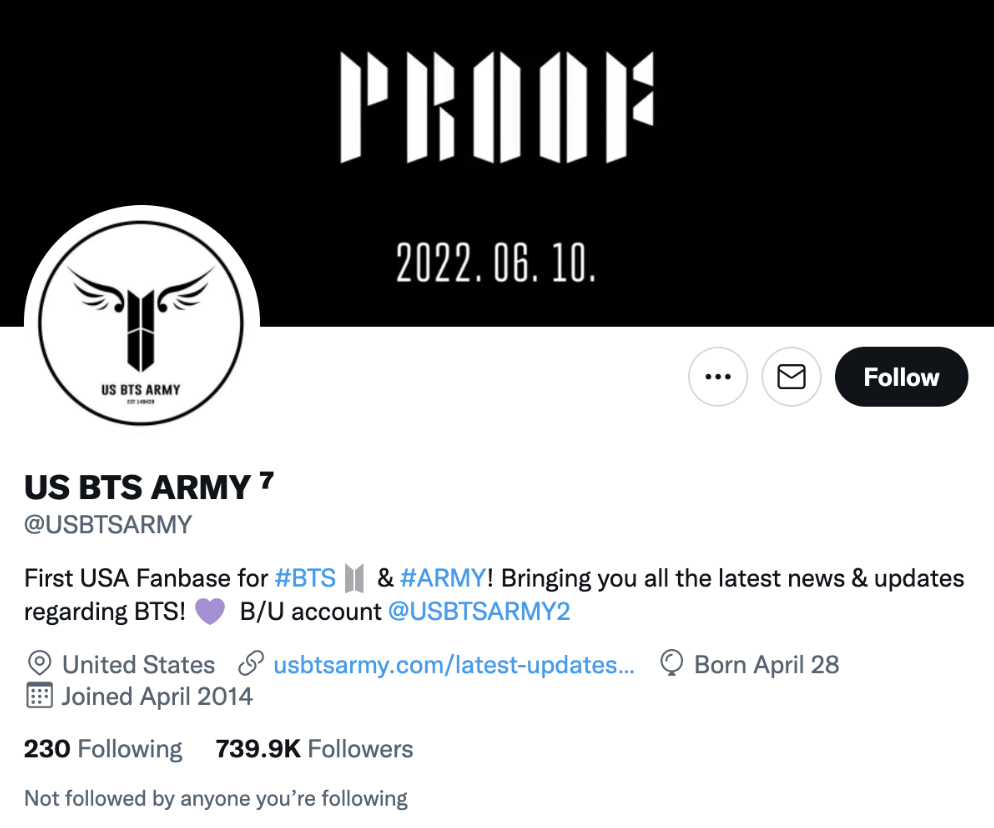 PROOF
2022. 06. 10.
US BTS ARMY
EST 140428
Follow
US BTS ARMY ⁷
@USBTSARMY
First USA Fanbase for #BTS & #ARMY! Bringing you all the latest news & updates
regarding BTS! 💜 B/U account @USBTSARMY2
United States usbtsarmy.com/latest-updates... Born April 28
Joined April 2014
230 Following 739.9K Followers
Not followed by anyone you’re following